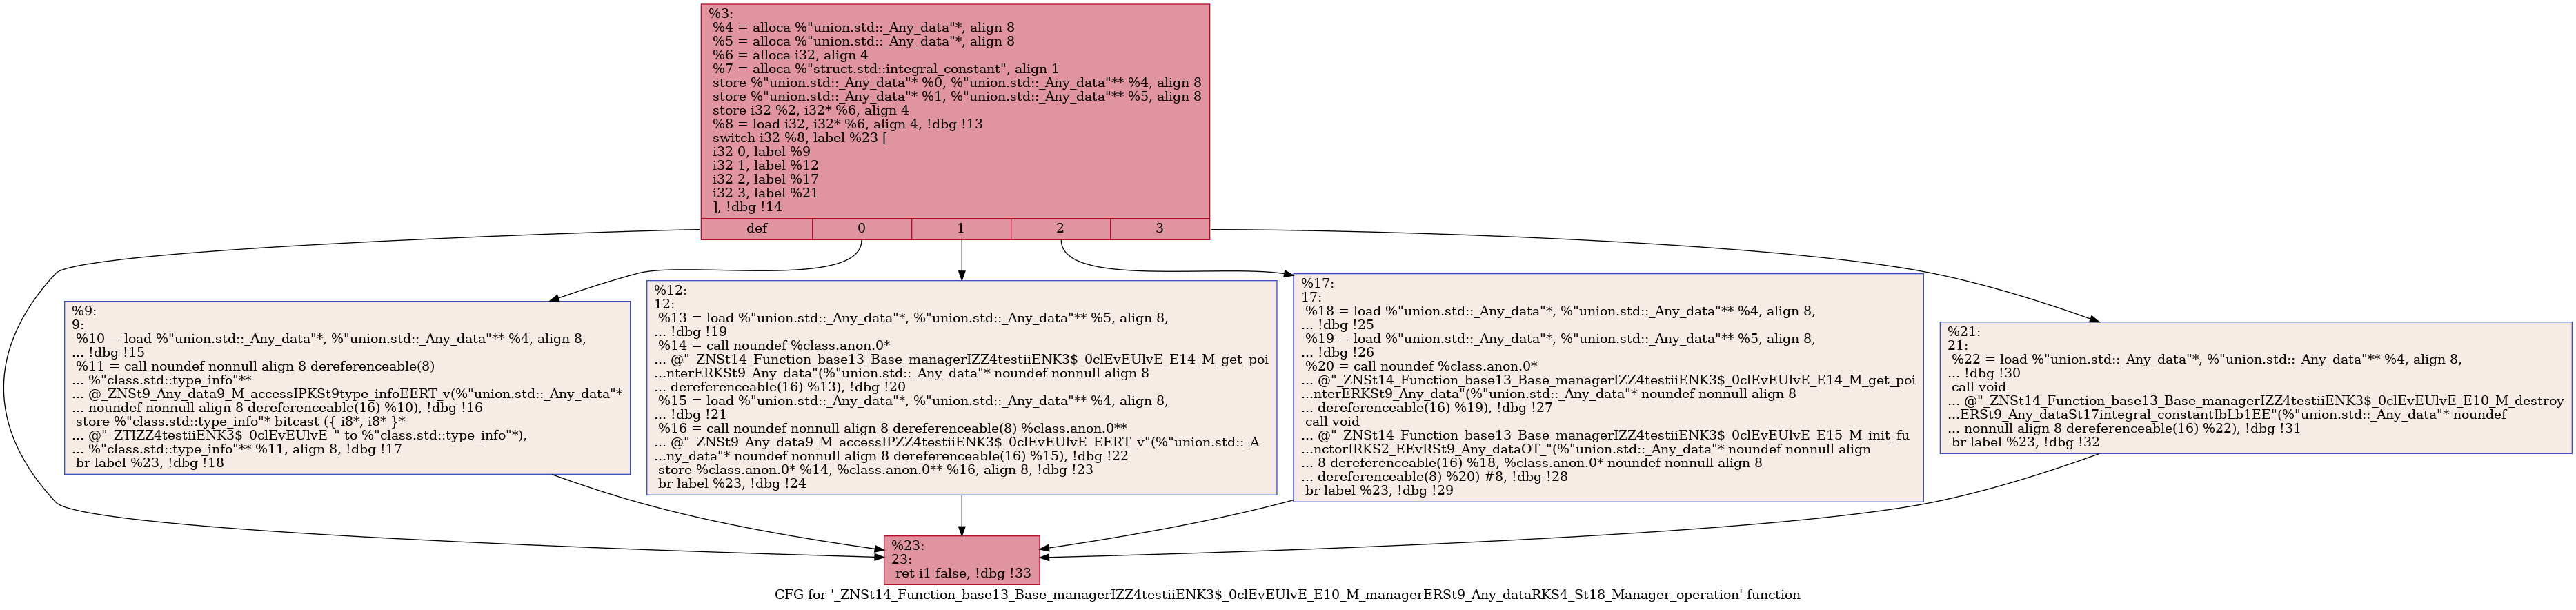 %3:
%4 = alloca %"union.std::_Any_data"*, align 8
%5 = alloca %"union.std::_Any_data"*, align 8
%6 = alloca i32, align 4
%7 = alloca %"struct.std::integral_constant", align 1
store %"union.std::_Any_data"* %0, %"union.std::_Any_data"** %4, align 8
store %"union.std::_Any_data"* %1, %"union.std::_Any_data"** %5, align 8
store i32 %2, i32* %6, align 4
%8 = load i32, i32* %6, align 4, !dbg !13
switch i32 %8, label %23 [
i32 0, label %9
i32 1, label %12
i32 2, label %17
i32 3, label %21
], !dbg !14
def
0
1
2
3
%9:
9:
%10 = load %"union.std::_Any_data"*, %"union.std::_Any_data"** %4, align 8,
... !dbg !15
%11 = call noundef nonnull align 8 dereferenceable(8)
... %"class.std::type_info"**
... @_ZNSt9_Any_data9_M_accessIPKSt9type_infoEERT_v(%"union.std::_Any_data"*
... noundef nonnull align 8 dereferenceable(16) %10), !dbg !16
store %"class.std::type_info"* bitcast ({ i8*, i8* }*
... @"_ZTIZZ4testiiENK3$_0clEvEUlvE_" to %"class.std::type_info"*),
... %"class.std::type_info"** %11, align 8, !dbg !17
br label %23, !dbg !18
%12:
12:
%13 = load %"union.std::_Any_data"*, %"union.std::_Any_data"** %5, align 8,
... !dbg !19
%14 = call noundef %class.anon.0*
... @"_ZNSt14_Function_base13_Base_managerIZZ4testiiENK3$_0clEvEUlvE_E14_M_get_poi
...nterERKSt9_Any_data"(%"union.std::_Any_data"* noundef nonnull align 8
... dereferenceable(16) %13), !dbg !20
%15 = load %"union.std::_Any_data"*, %"union.std::_Any_data"** %4, align 8,
... !dbg !21
%16 = call noundef nonnull align 8 dereferenceable(8) %class.anon.0**
... @"_ZNSt9_Any_data9_M_accessIPZZ4testiiENK3$_0clEvEUlvE_EERT_v"(%"union.std::_A
...ny_data"* noundef nonnull align 8 dereferenceable(16) %15), !dbg !22
store %class.anon.0* %14, %class.anon.0** %16, align 8, !dbg !23
br label %23, !dbg !24
%17:
17:
%18 = load %"union.std::_Any_data"*, %"union.std::_Any_data"** %4, align 8,
... !dbg !25
%19 = load %"union.std::_Any_data"*, %"union.std::_Any_data"** %5, align 8,
... !dbg !26
%20 = call noundef %class.anon.0*
... @"_ZNSt14_Function_base13_Base_managerIZZ4testiiENK3$_0clEvEUlvE_E14_M_get_poi
...nterERKSt9_Any_data"(%"union.std::_Any_data"* noundef nonnull align 8
... dereferenceable(16) %19), !dbg !27
call void
... @"_ZNSt14_Function_base13_Base_managerIZZ4testiiENK3$_0clEvEUlvE_E15_M_init_fu
...nctorIRKS2_EEvRSt9_Any_dataOT_"(%"union.std::_Any_data"* noundef nonnull align
... 8 dereferenceable(16) %18, %class.anon.0* noundef nonnull align 8
... dereferenceable(8) %20) #8, !dbg !28
br label %23, !dbg !29
%21:
21:
%22 = load %"union.std::_Any_data"*, %"union.std::_Any_data"** %4, align 8,
... !dbg !30
call void
... @"_ZNSt14_Function_base13_Base_managerIZZ4testiiENK3$_0clEvEUlvE_E10_M_destroy
...ERSt9_Any_dataSt17integral_constantIbLb1EE"(%"union.std::_Any_data"* noundef
... nonnull align 8 dereferenceable(16) %22), !dbg !31
br label %23, !dbg !32
%23:
23:
ret i1 false, !dbg !33
CFG for '_ZNSt14_Function_base13_Base_managerIZZ4testiiENK3$_0clEvEUlvE_E10_M_managerERSt9_Any_dataRKS4_St18_Manager_operation' function